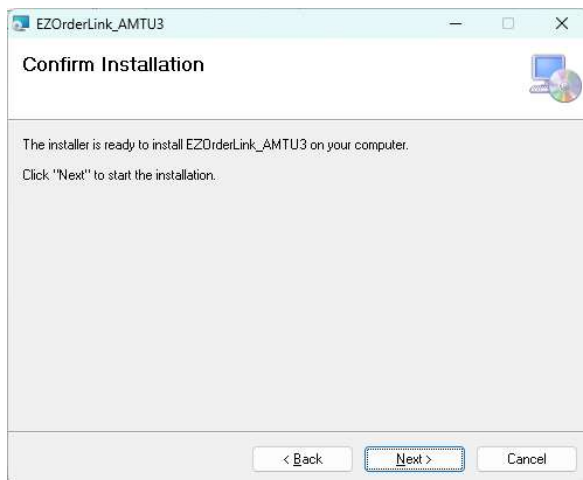 EZOrderLink_AMTU3
Confirm Installation
The installer is ready to install EZOrderLink_AMTU3 on your computer.
Click "Next" to start the installation.
< Back
Next >
Cancel